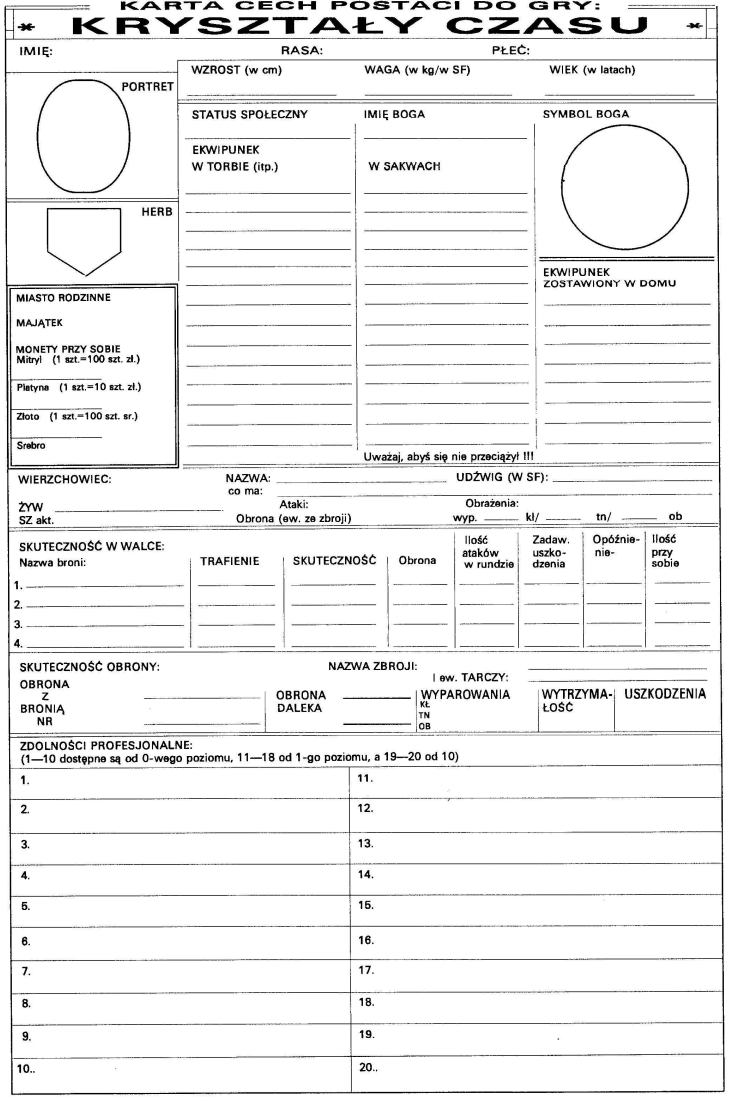 KARTA CECH POSTACI DO GRY:
KRYSZTAŁY CZASU
IMIĘ: RASA: PŁEĆ:
PORTRET
WZROST (w cm) WAGA (w kg/w SF) WIEK (w latach)
STATUS SPOŁECZNY IMIĘ BOGA SYMBOL BOGA
EKWIPUNEK
W TORBIE (itp.) W SAKWACH
HERB
EKWIPUNEK
ZOSTAWIONY W DOMU
MIASTO RODZINNE
MAJĄTEK
MONETY PRZY SOBIE
Mitryl (1 szt.=100 szt. zł.)
Platyna (1 szt.=10 szt. zł.)
Złoto (1 szt.=100 szt. sr.)
Srebro
Uważaj, abyś się nie przeciążył !!!
WIERZCHOWIEC: NAZWA: UDŹWIG (W SF):
co ma:
ŻYW Ataki: Obrażenia:
SZ akt. Obrona (ew. ze zbroji) wyp. kł/ tn/ ob
SKUTECZNOŚĆ W WALCE:
Nazwa broni: TRAFIENIE SKUTECZNOŚĆ Obrona
Ilość
ataków
w rundzie
Zadaw.
uszko-
dzenia
Opóźnie-
nie-
Ilość
przy
sobie
1.
2.
3.
4.
SKUTECZNOŚĆ OBRONY: NAZWA ZBROJI:
I ew. TARCZY:
OBRONA
Z
BRONIĄ
NR
OBRONA
DALEKA
WYPAROWANIA
KŁ
TN
OB
WYTRZYMA-
ŁOŚĆ
USZKODZENIA
ZDOLNOŚCI PROFESJONALNE:
(1—10 dostępne są od 0-wego poziomu, 11—18 od 1-go poziomu, a 19—20 od 10)
1. 11.
2. 12.
3. 13.
4. 14.
5. 15.
6. 16.
7. 17.
8. 18.
9. 19.
10.. 20..